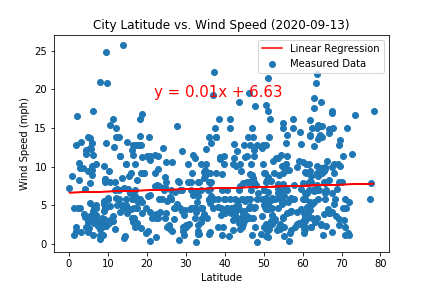 City Latitude vs. Wind Speed (2020-09-13)
Linear Regression
Measured Data
y = 0.01x + 6.63
Wind Speed (mph)
25
20
15
10
5
0
0 10 20 30 40 50 60 70 80
Latitude